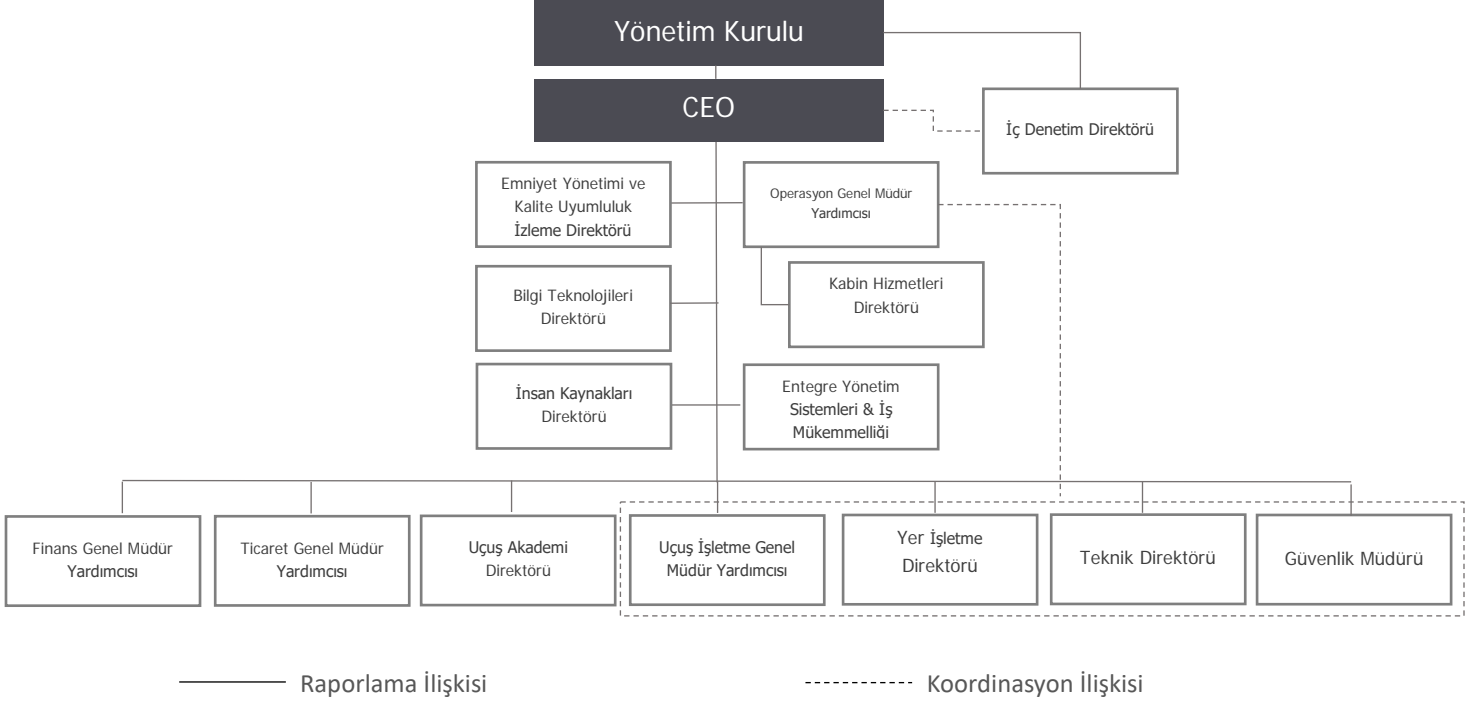 Yönetim Kurulu
CEO
İç Denetim Direktörü
Emniyet Yönetimi ve
Kalite Uyumluluk
İzleme Direktörü
Operasyon Genel Müdür
Yardımcısı
Bilgi Teknolojileri
Direktörü
Kabin Hizmetleri
Direktörü
İnsan Kaynakları
Direktörü
Entegre Yönetim
Sistemleri & İş
Mükemmelliği
Finans Genel Müdür
Yardımcısı
Ticaret Genel Müdür
Yardımcısı
Uçuş Akademi
Direktörü
Uçuş İşletme Genel
Müdür Yardımcısı
Yer İşletme
Direktörü
Teknik Direktörü
Güvenlik Müdürü
Raporlama İlişkisi
Koordinasyon İlişkisi